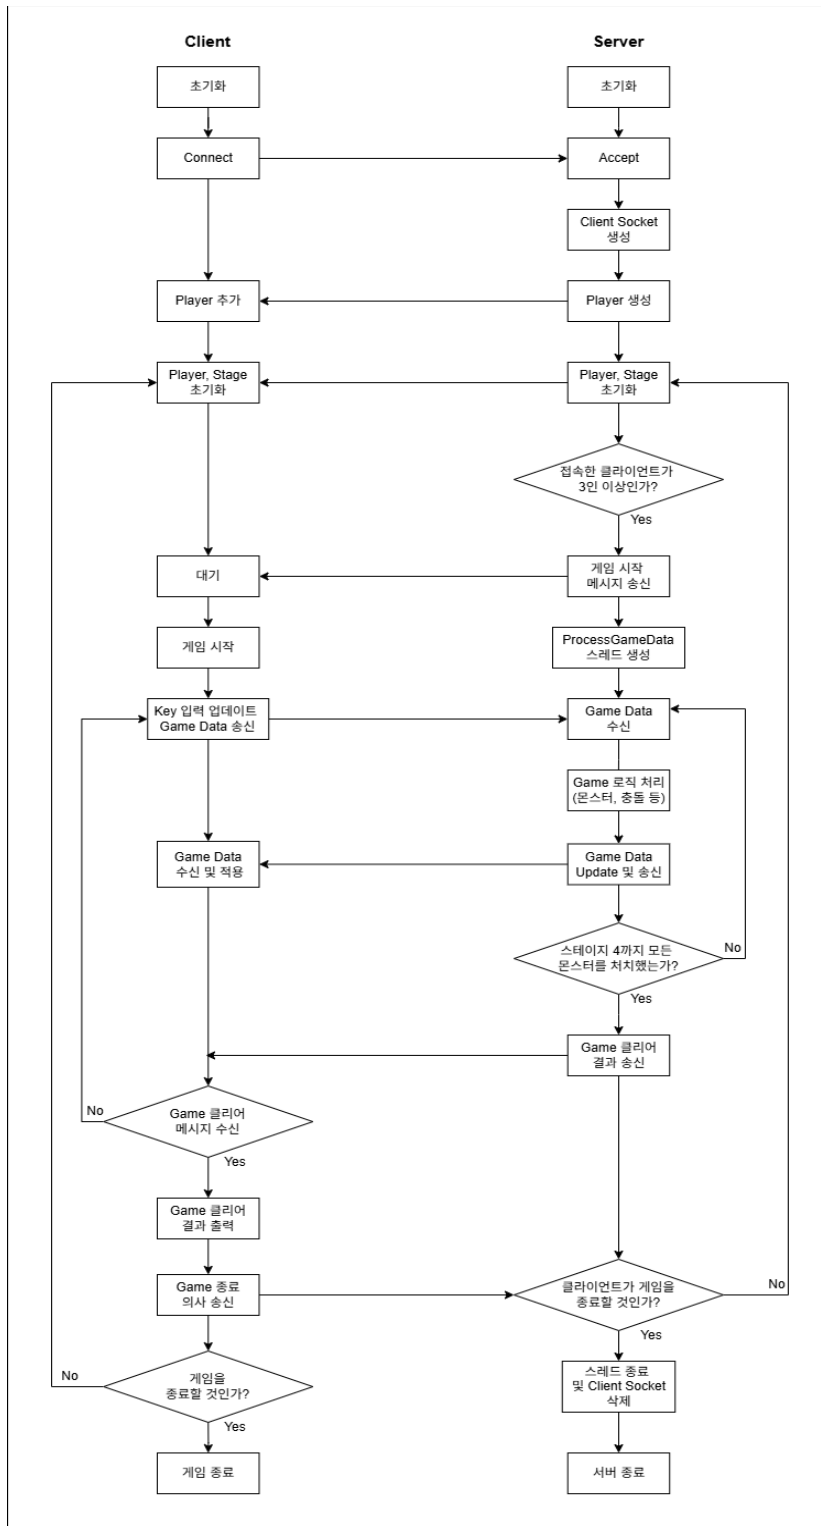 Client
Server
초기화
초기화
Connect
Accept
Client Socket
생성
Player 추가
Player 생성
Player, Stage
초기화
Player, Stage
초기화
접속한 클라이언트가
3인 이상인가?
Yes
대기
게임 시작
메시지 송신
게임 시작
ProcessGameData
스레드 생성
Key 입력 업데이트
Game Data 송신
Game Data
수신
Game 로직 처리
(몬스터, 충돌 등)
Game Data
수신 및 적용
Game Data
Update 및 송신
스테이지 4까지 모든
몬스터를 처치했는가?
No
Yes
Game 클리어
결과 송신
No
Game 클리어
메시지 수신
Yes
Game 클리어
결과 출력
Game 종료
의사 송신
클라이언트가 게임을
종료할 것인가?
No
Yes
No
게임을
종료할 것인가?
Yes
스레드 종료
및 Client Socket
삭제
게임 종료
서버 종료